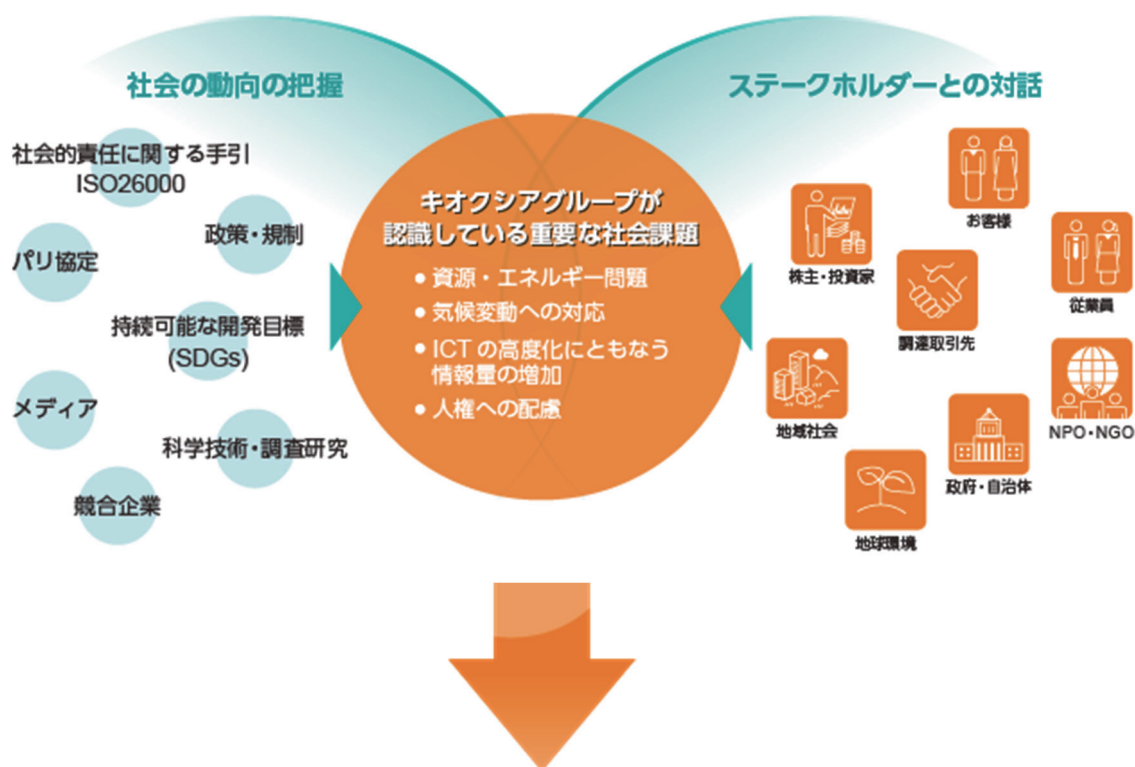 社会の動向の把握
社会的責任に関する手引
ISO26000
政策・規制
パリ協定
持続可能な開発目標
(SDGs)
メディア
科学技術・調査研究
競合企業
キオクシアグループが
認識している重要な社会課題
● 資源・エネルギー問題
● 気候変動への対応
● ICTの高度化にともなう
情報量の増加
● 人権への配慮
ステークホルダーとの対話
お客様
株主・投資家
従業員
調達取引先
地域社会
NPO・NGO
政府・自治体
地球環境